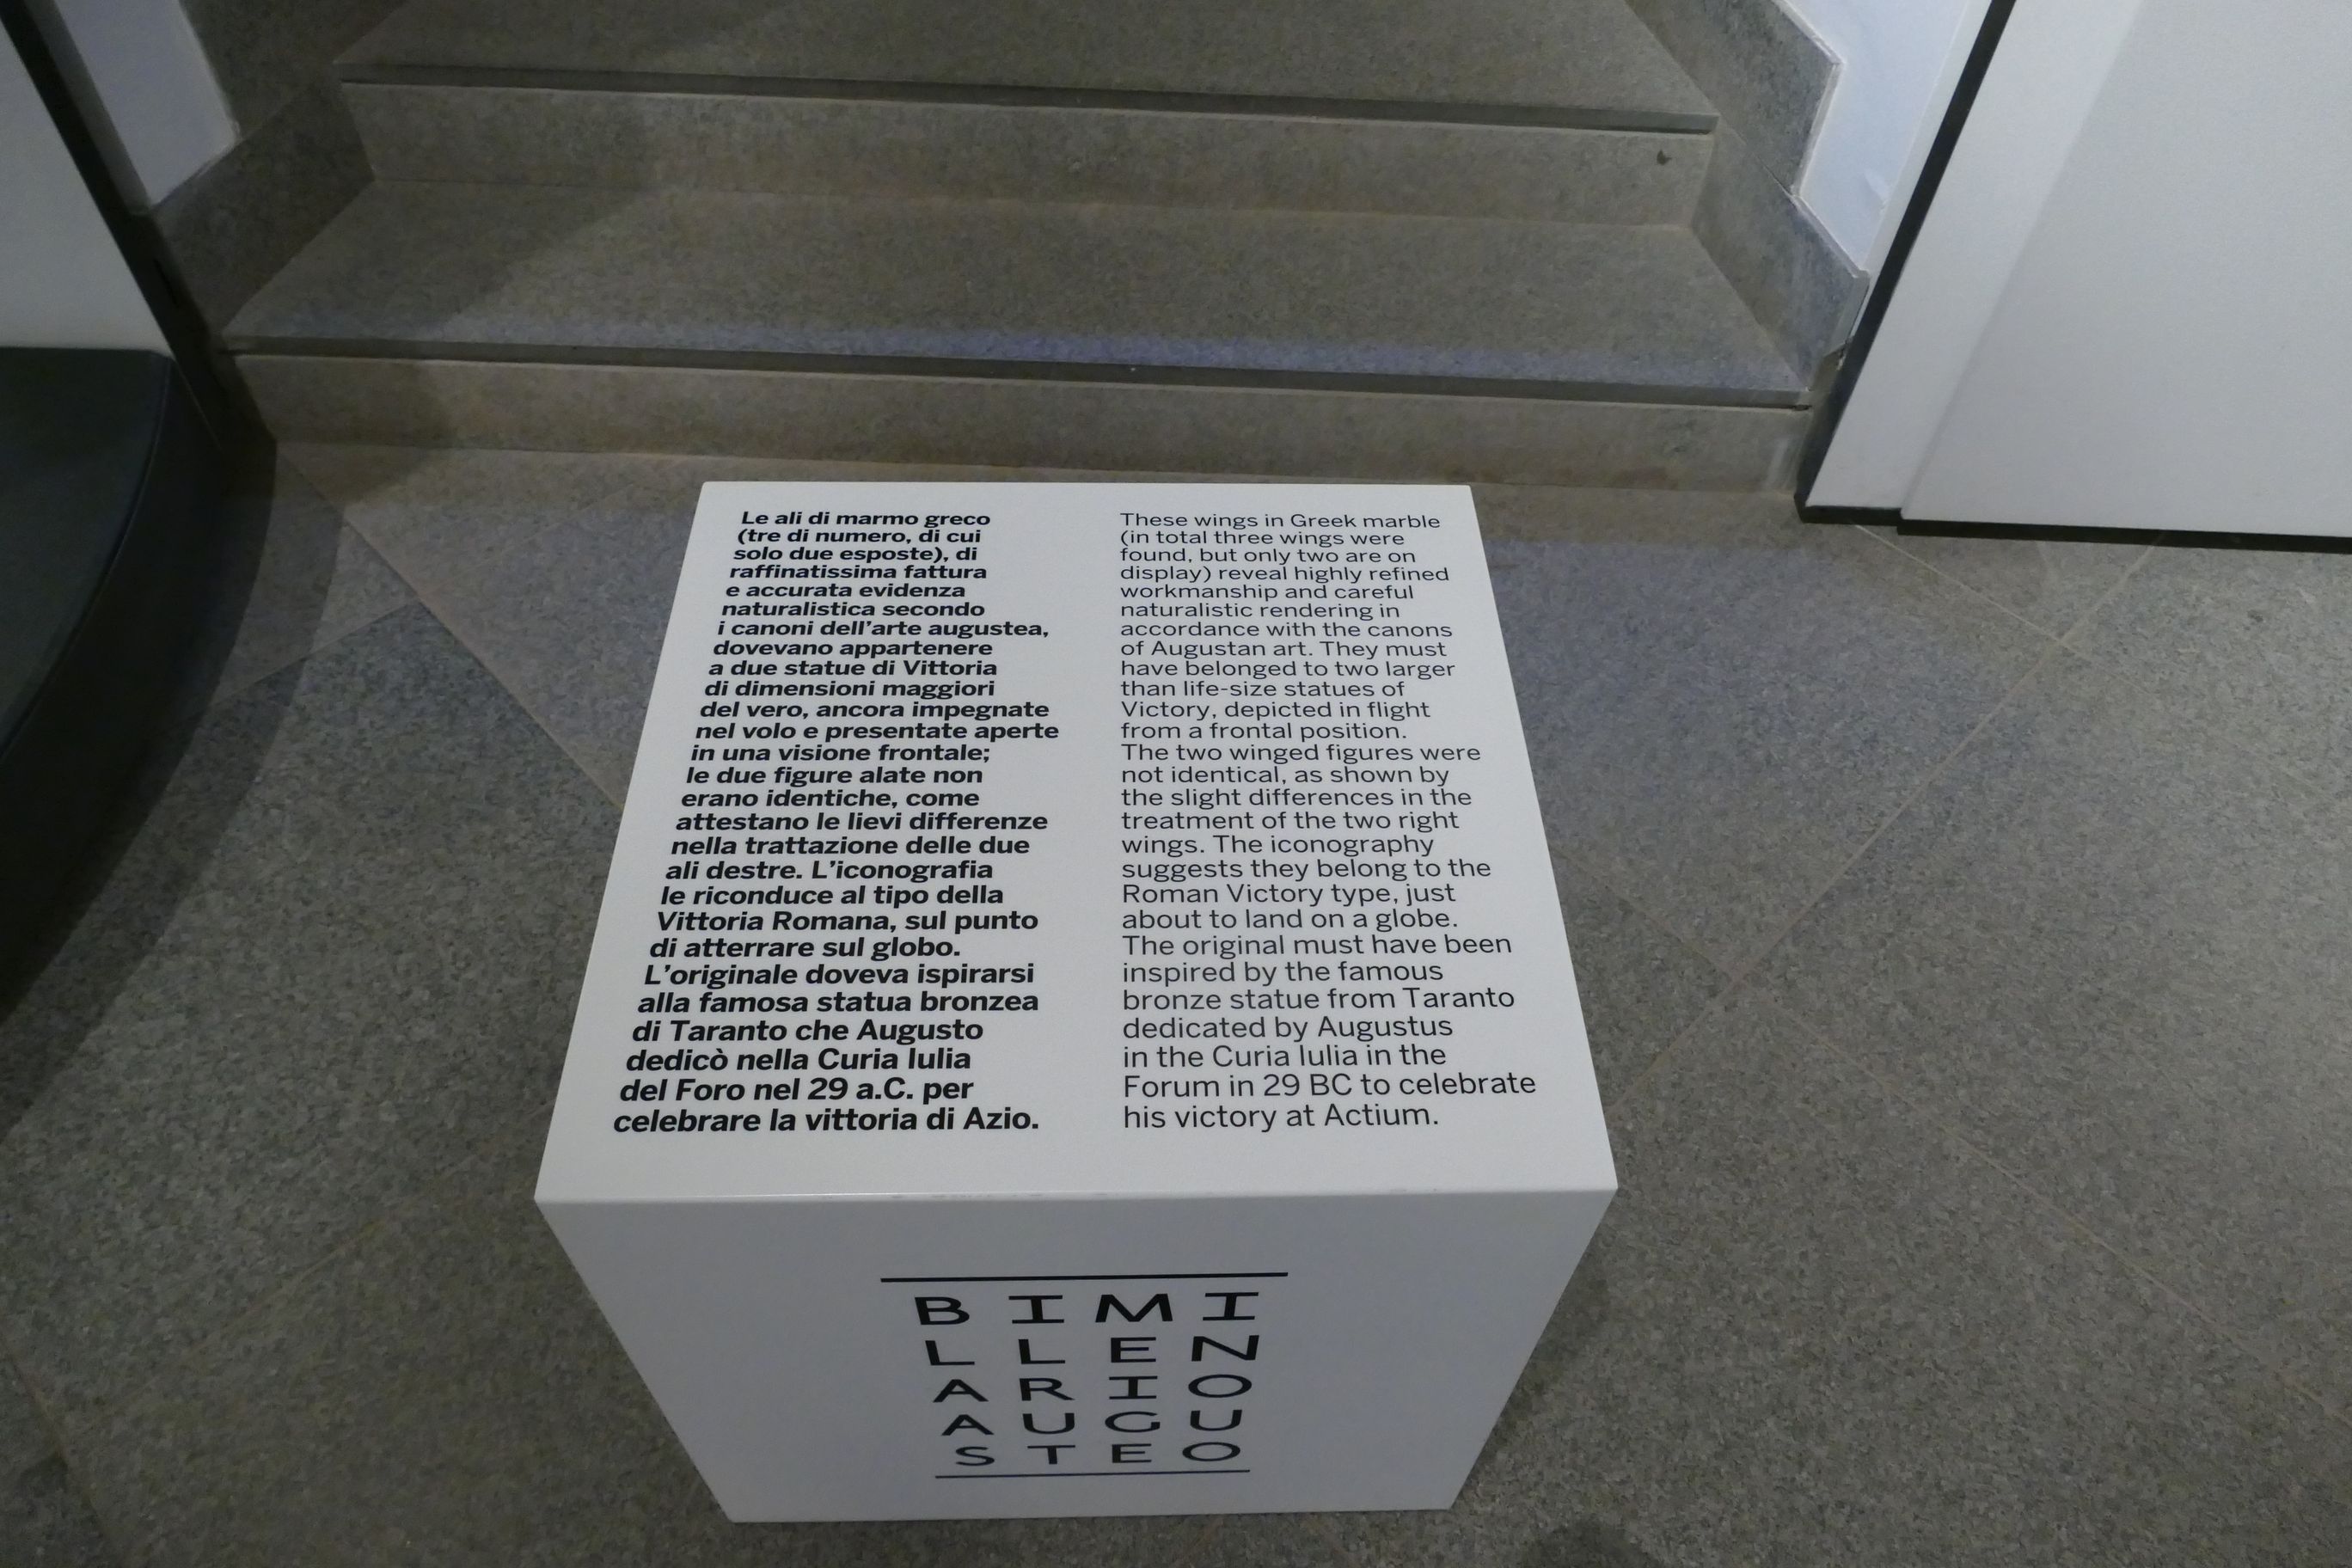 Le ali di marmo greco
(tre di numero, di cui
solo due esposte), di
raffinatissima fattura
e accurata evidenza
naturalistica secondo
i canoni dell’arte augustea,
dovevano appartenere
a due statue di Vittoria
di dimensioni maggiori
del vero, ancora impegnate
nel volo e presentate aperte
in una visione frontale;
le due figure alate non
erano identiche, come
attestano le lievi differenze
nella trattazione delle due
ali destre. L’iconografia
le riconduce al tipo della
Vittoria Romana, sul punto
di atterrare sul globo.
L’originale doveva ispirarsi
alla famosa statua bronzea
di Taranto che Augusto
dedicò nella Curia Iulia
del Foro nel 29 a.C. per
celebrare la vittoria di Azio.
These wings in Greek marble
(in total three wings were
found, but only two are on
display) reveal highly refined
workmanship and careful
naturalistic rendering in
accordance with the canons
of Augustan art. They must
have belonged to two larger
than life-size statues of
Victory, depicted in flight
from a frontal position.
The two winged figures were
not identical, as shown by
the slight differences in the
treatment of the two right
wings. The iconography
suggests they belong to the
Roman Victory type, just
about to land on a globe.
The original must have been
inspired by the famous
bronze statue from Taranto
dedicated by Augustus
in the Curia Iulia in the
Forum in 29 BC to celebrate
his victory at Actium.
BIMI
LLEN
ARIO
AUGU
STEO